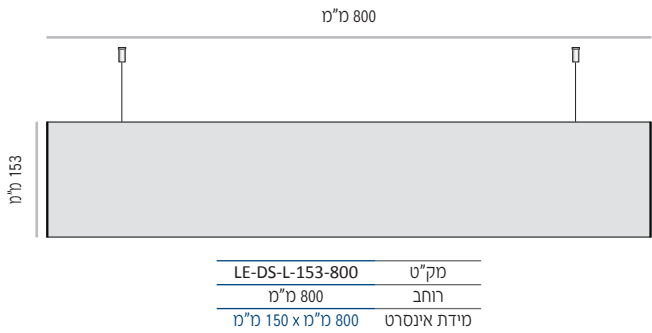 800 מ"מ
153 מ"מ
מק"ט LE-DS-L-153-800
רוחב 800 מ"מ
מידת אינסרט 800 מ"מ x 150 מ"מ